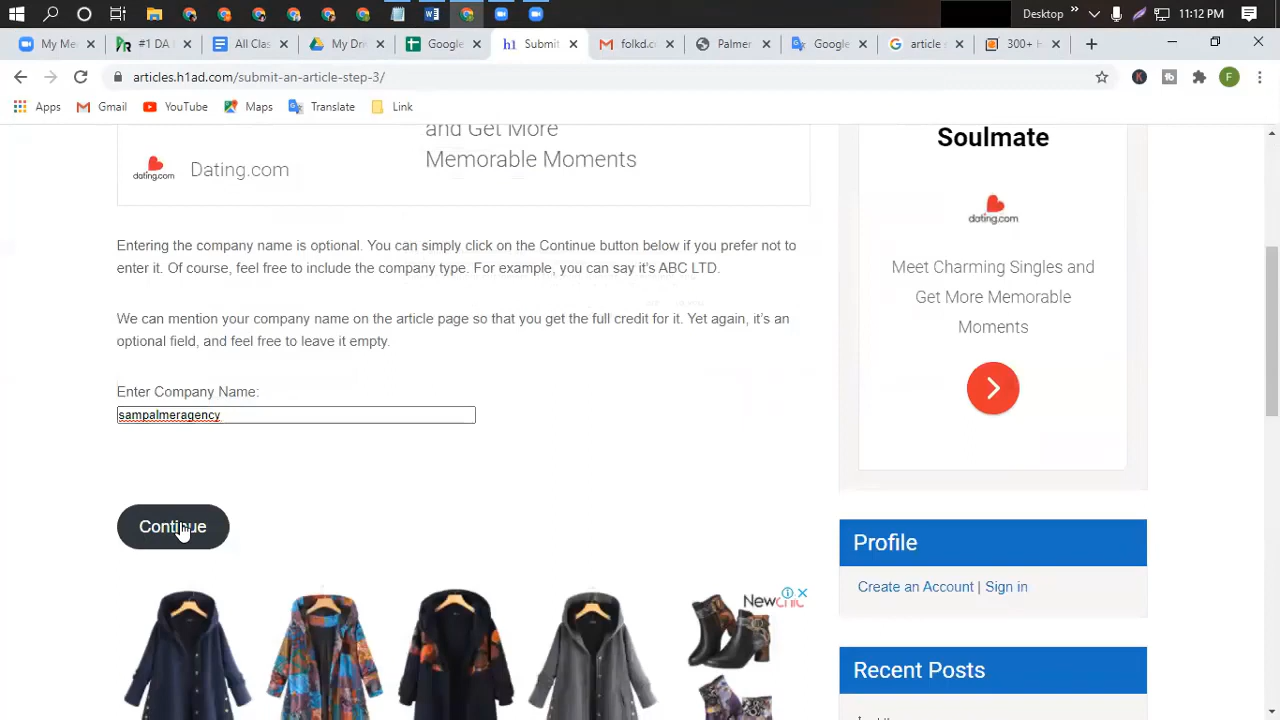 Desktop
11:12 PM
My Me
#1 DA
All Clas
My Dr
Google
h1 Submit
folkd.c
Palmer
Google
article
300+ H
articles.h1ad.com/submit-an-article-step-3/
K
F
Apps
Gmail
YouTube
Maps
Translate
Link
and Get More
Memorable Moments
dating.com
Dating.com
Entering the company name is optional. You can simply click on the Continue button below if you prefer not to
enter it. Of course, feel free to include the company type. For example, you can say it's ABC LTD.
We can mention your company name on the article page so that you get the full credit for it. Yet again, it's an
optional field, and feel free to leave it empty.
Enter Company Name:
sampalmeragency
Continue
NewChic
Soulmate
dating.com
Meet Charming Singles and
Get More Memorable
Moments
Profile
Create an Account | Sign in
Recent Posts